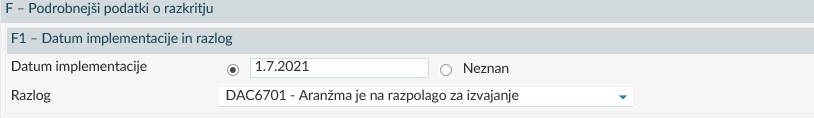 F – Podrobnejši podatki o razkritju
F1 – Datum implementacije in razlog
Datum implementacije 1.7.2021 Neznan
Razlog DAC6701 - Aranžma je na razpolago za izvajanje